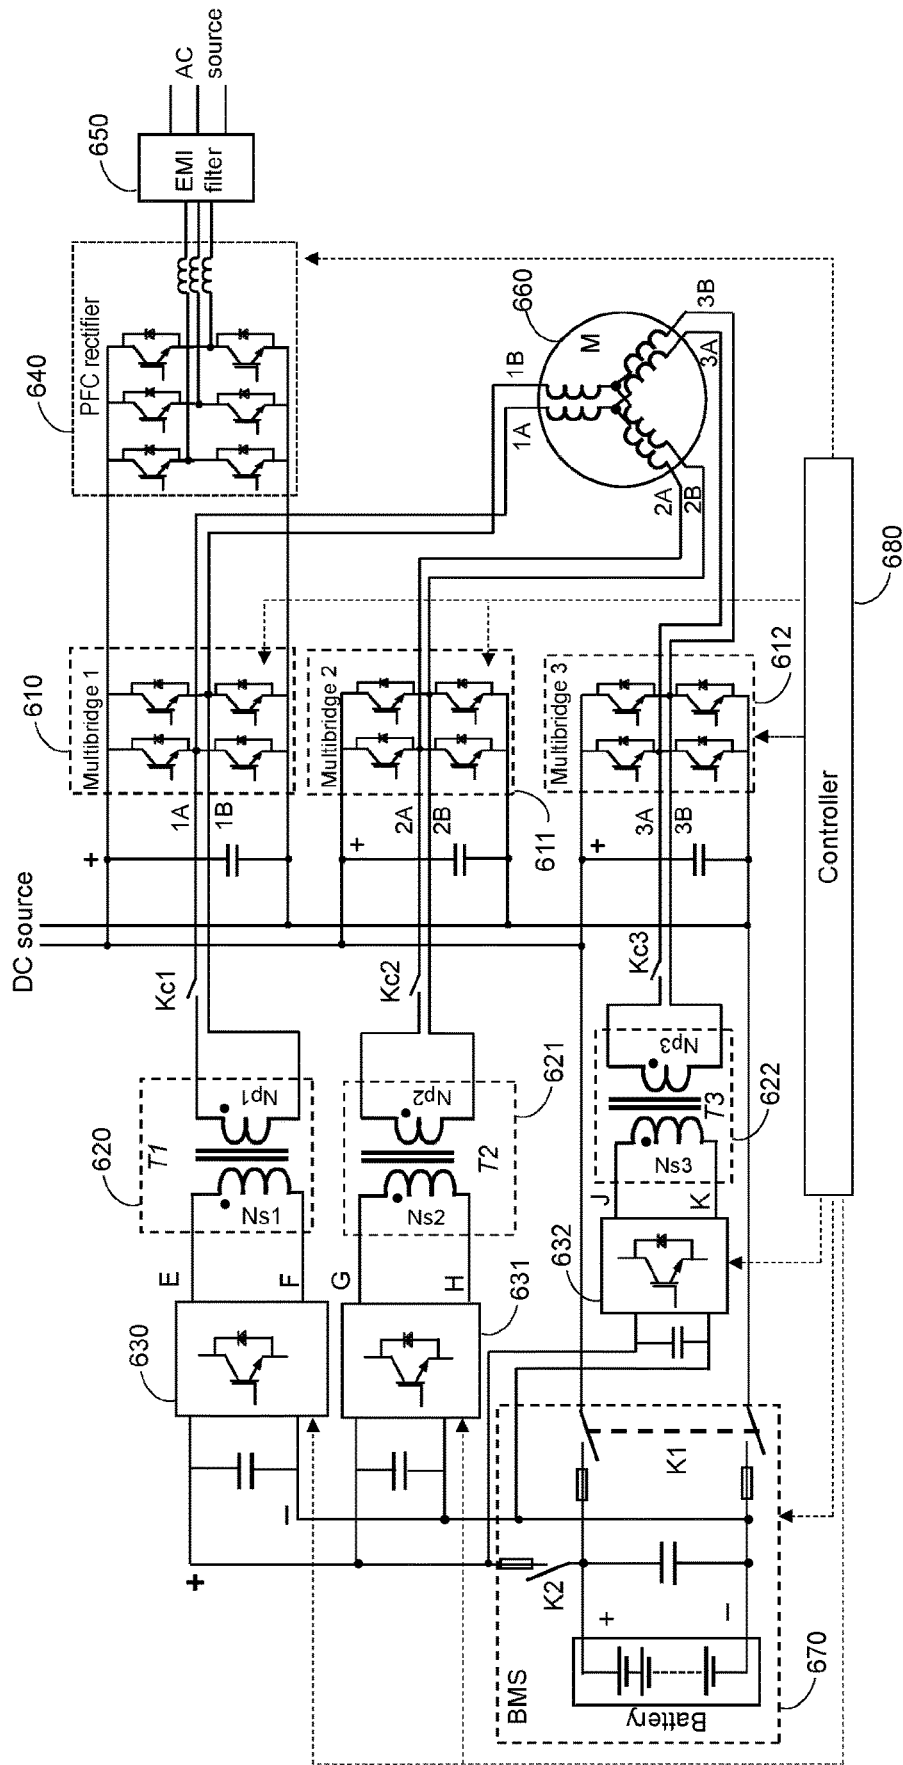 AC
source
650
EMI
filter
PFC rectifier
640
660
M
1B
1A
2A
2B
3A
3B
680
Controller
610
Multibridge 1
1A
1B
+
Multibridge 2
2A
2B
611
+
Multibridge 3
612
3A
3B
+
DC source
Kc1
Kc2
Kc3
620
T1
Np1
Ns1
621
T2
Np2
Ns2
622
T3
Np3
Ns3
E
F
G
H
J
K
630
631
632
+
−
K1
K2
+
−
BMS
Battery
670